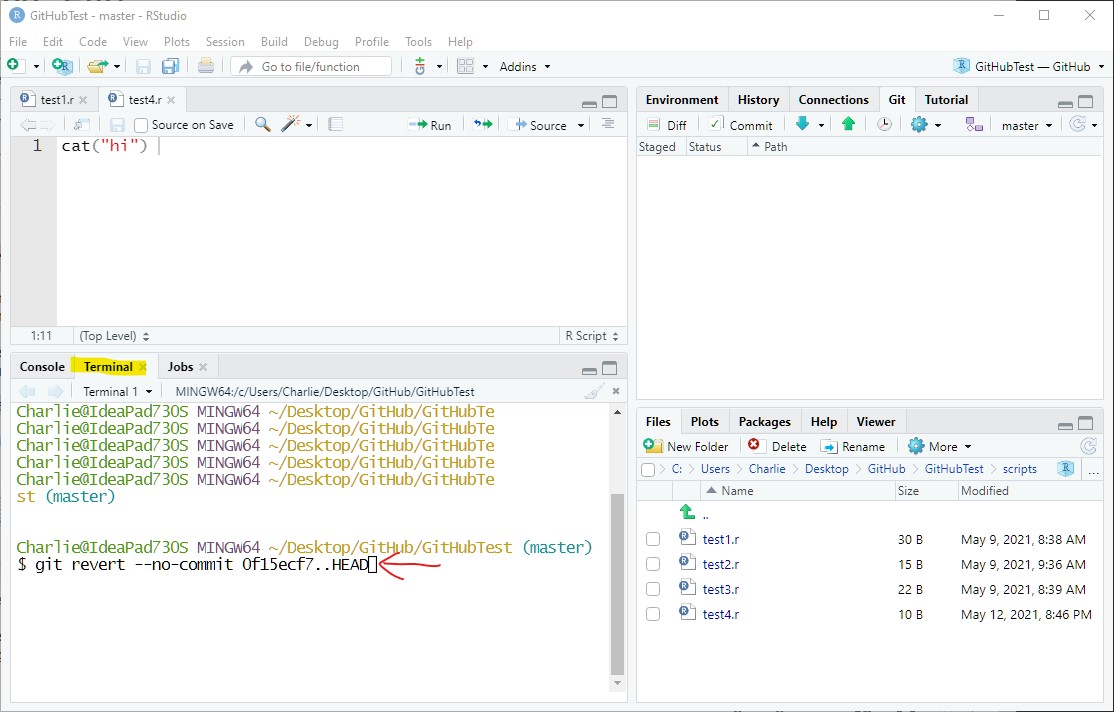 GitHubTest - master - RStudio
File Edit Code View Plots Session Build Debug Profile Tools Help
Go to file/function Addins GitHubTest — GitHub
test1.r test4.r
Source on Save Run Source
1 cat("hi")
1:11 (Top Level) R Script
Console Terminal Jobs
Terminal 1 MINGW64:/c/Users/Charlie/Desktop/GitHub/GitHubTest
Charlie@IdeaPad730S MINGW64 ~/Desktop/GitHub/GitHubTe
Charlie@IdeaPad730S MINGW64 ~/Desktop/GitHub/GitHubTe
Charlie@IdeaPad730S MINGW64 ~/Desktop/GitHub/GitHubTe
Charlie@IdeaPad730S MINGW64 ~/Desktop/GitHub/GitHubTe
Charlie@IdeaPad730S MINGW64 ~/Desktop/GitHub/GitHubTe
st (master)
Charlie@IdeaPad730S MINGW64 ~/Desktop/GitHub/GitHubTest (master)
$ git revert --no-commit 0f15ecf7..HEAD
Environment History Connections Git Tutorial
Diff Commit master
Staged Status Path
Files Plots Packages Help Viewer
New Folder Delete Rename More
C: Users Charlie Desktop GitHub GitHubTest scripts ...
Name Size Modified
..
test1.r 30 B May 9, 2021, 8:38 AM
test2.r 15 B May 9, 2021, 9:36 AM
test3.r 22 B May 9, 2021, 8:39 AM
test4.r 10 B May 12, 2021, 8:46 PM